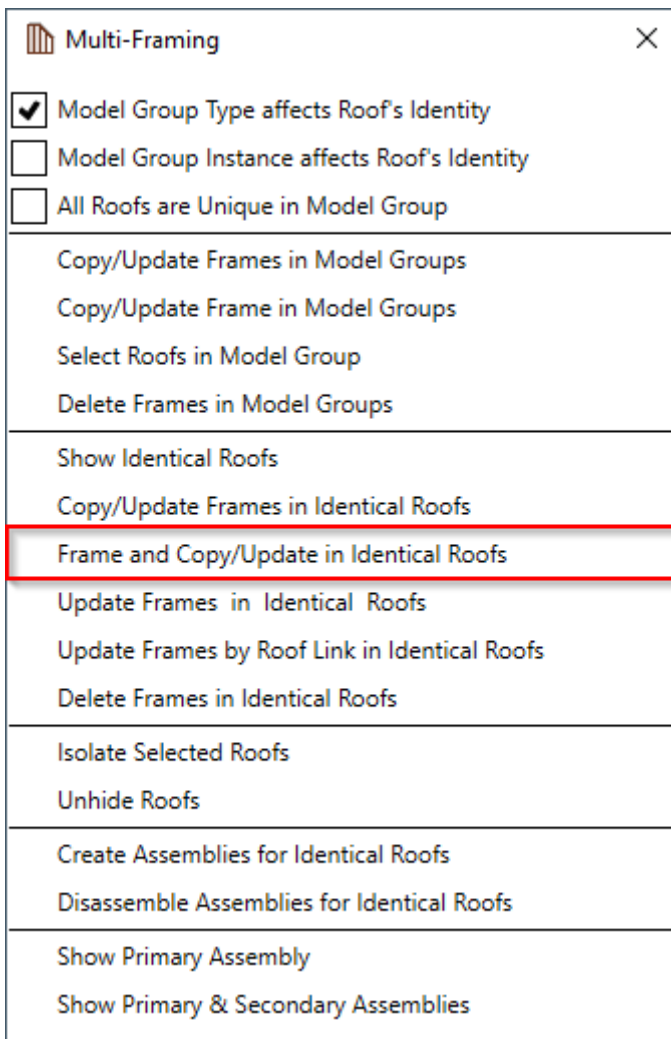 Multi-Framing
Model Group Type affects Roof's Identity
Model Group Instance affects Roof's Identity
All Roofs are Unique in Model Group
Copy/Update Frames in Model Groups
Copy/Update Frame in Model Groups
Select Roofs in Model Group
Delete Frames in Model Groups
Show Identical Roofs
Copy/Update Frames in Identical Roofs
Frame and Copy/Update in Identical Roofs
Update Frames in Identical Roofs
Update Frames by Roof Link in Identical Roofs
Delete Frames in Identical Roofs
Isolate Selected Roofs
Unhide Roofs
Create Assemblies for Identical Roofs
Disassemble Assemblies for Identical Roofs
Show Primary Assembly
Show Primary & Secondary Assemblies